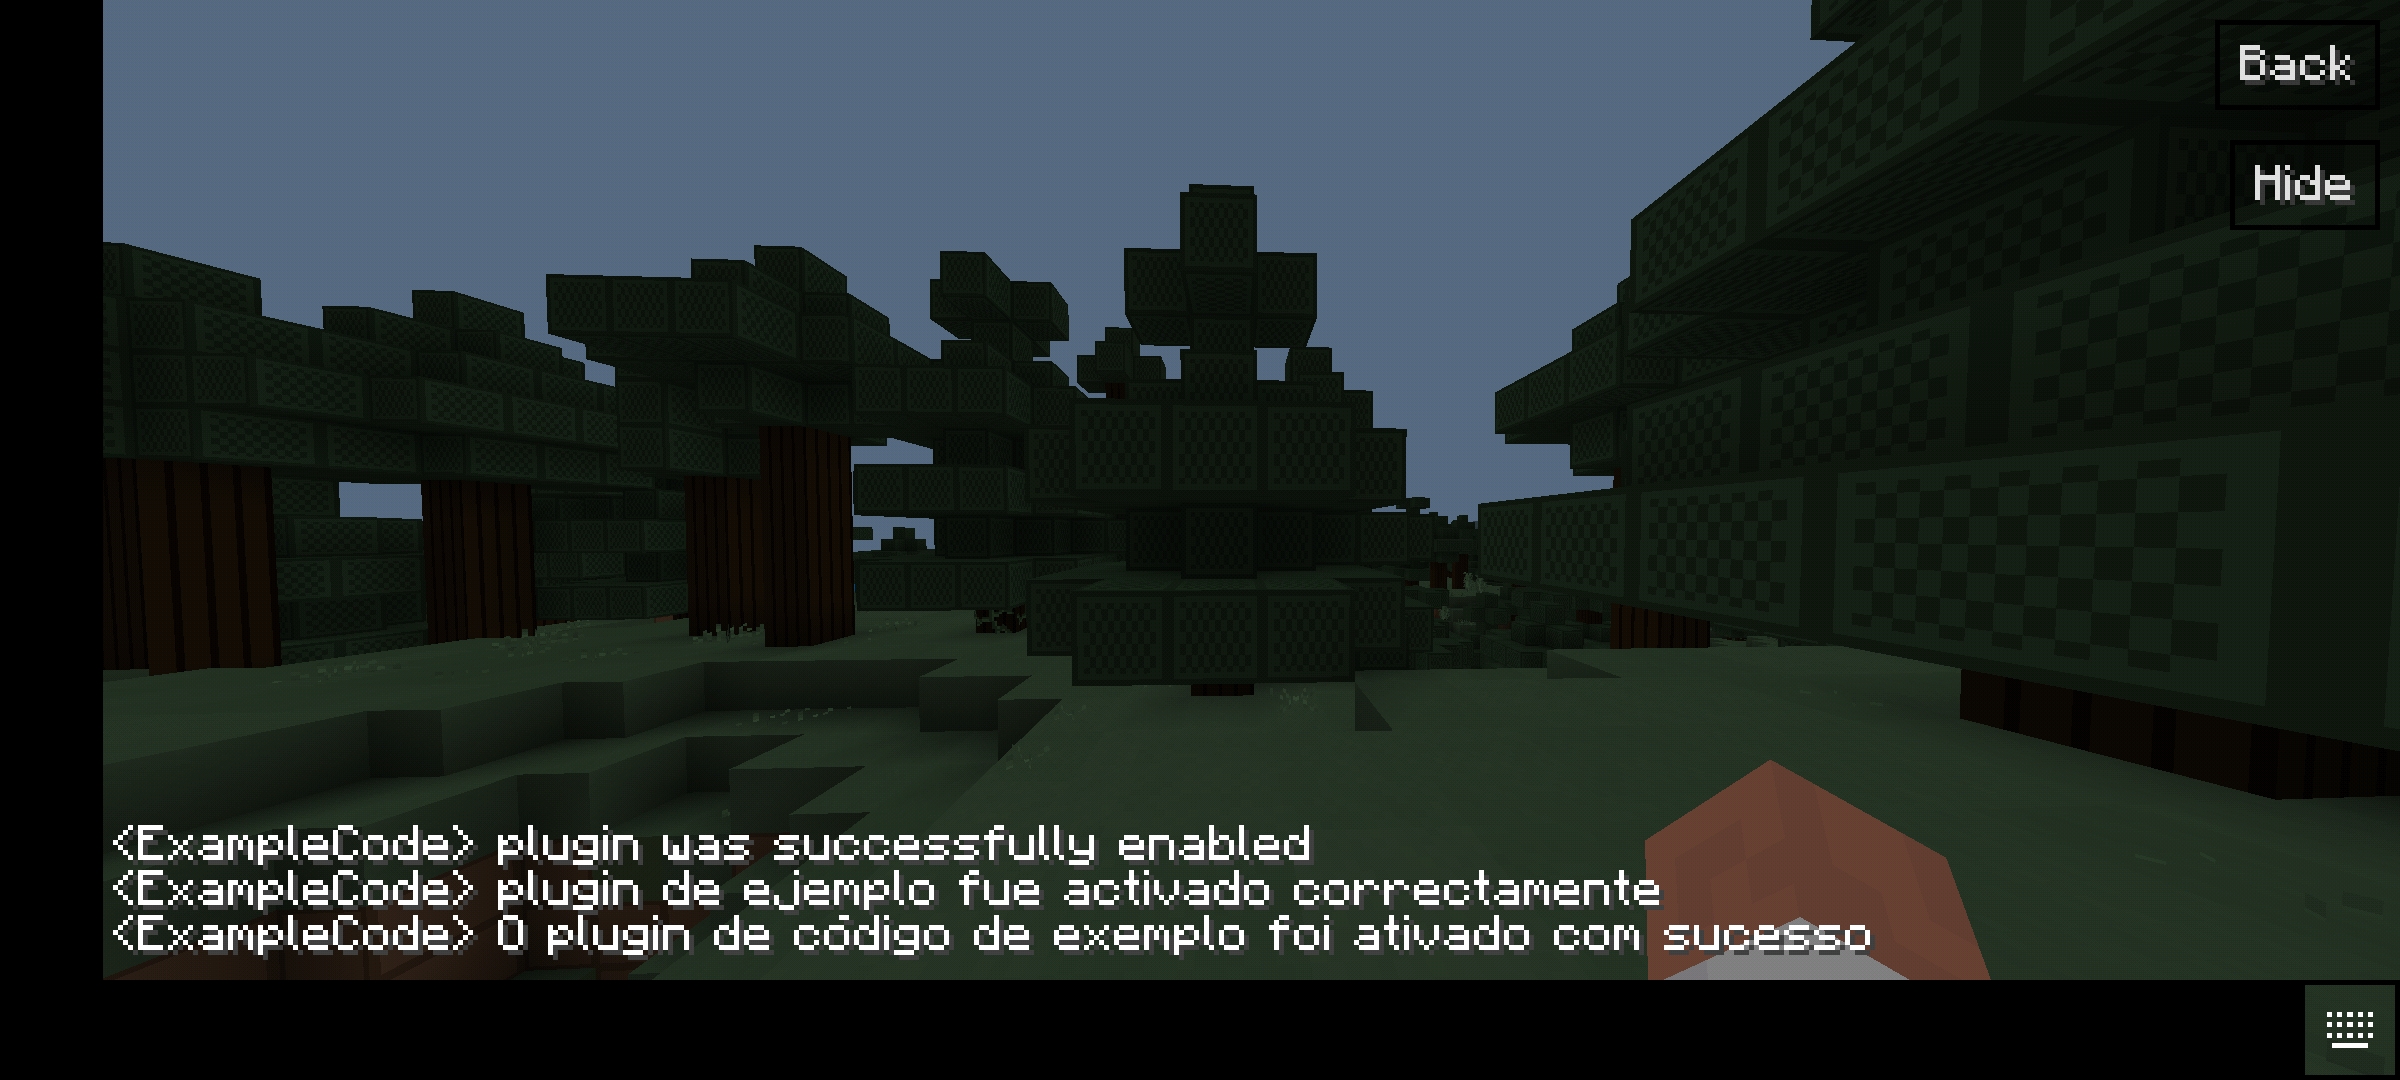 Back
Hide
<ExampleCode> plugin was successfully enabled
<ExampleCode> plugin de ejemplo fue activado correctamente
<ExampleCode> O plugin de código de exemplo foi ativado com sucesso